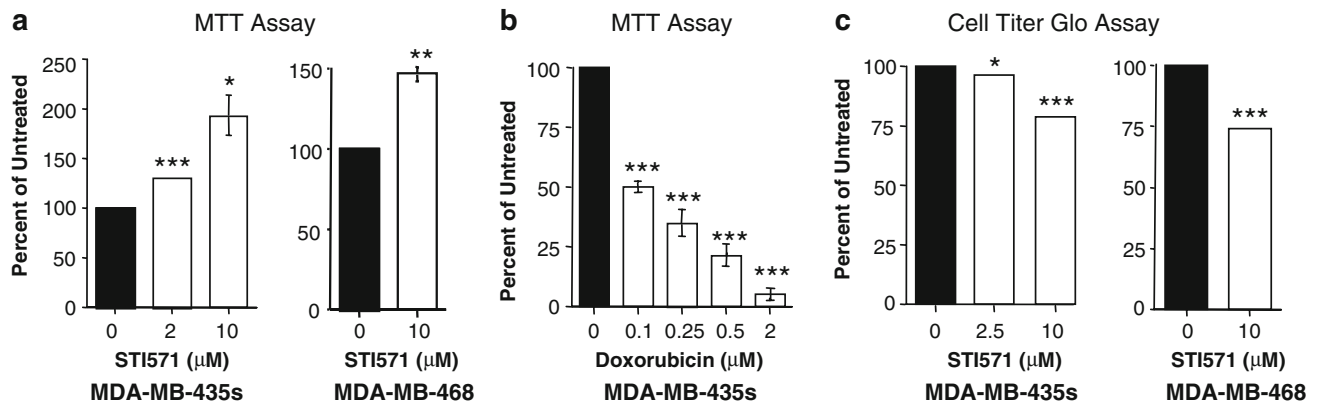 a
MTT Assay
Percent of Untreated
250
200
150
100
50
0
***
*
0 2 10
STI571 (μM)
MDA-MB-435s
150
100
50
0
**
0 10
STI571 (μM)
MDA-MB-468
b
MTT Assay
Percent of Untreated
100
75
50
25
0
***
***
***
***
0 0.1 0.25 0.5 2
Doxorubicin (μM)
MDA-MB-435s
c
Cell Titer Glo Assay
Percent of Untreated
100
75
50
25
0
*
***
0 2.5 10
STI571 (μM)
MDA-MB-435s
100
75
50
25
0
***
0 10
STI571 (μM)
MDA-MB-468